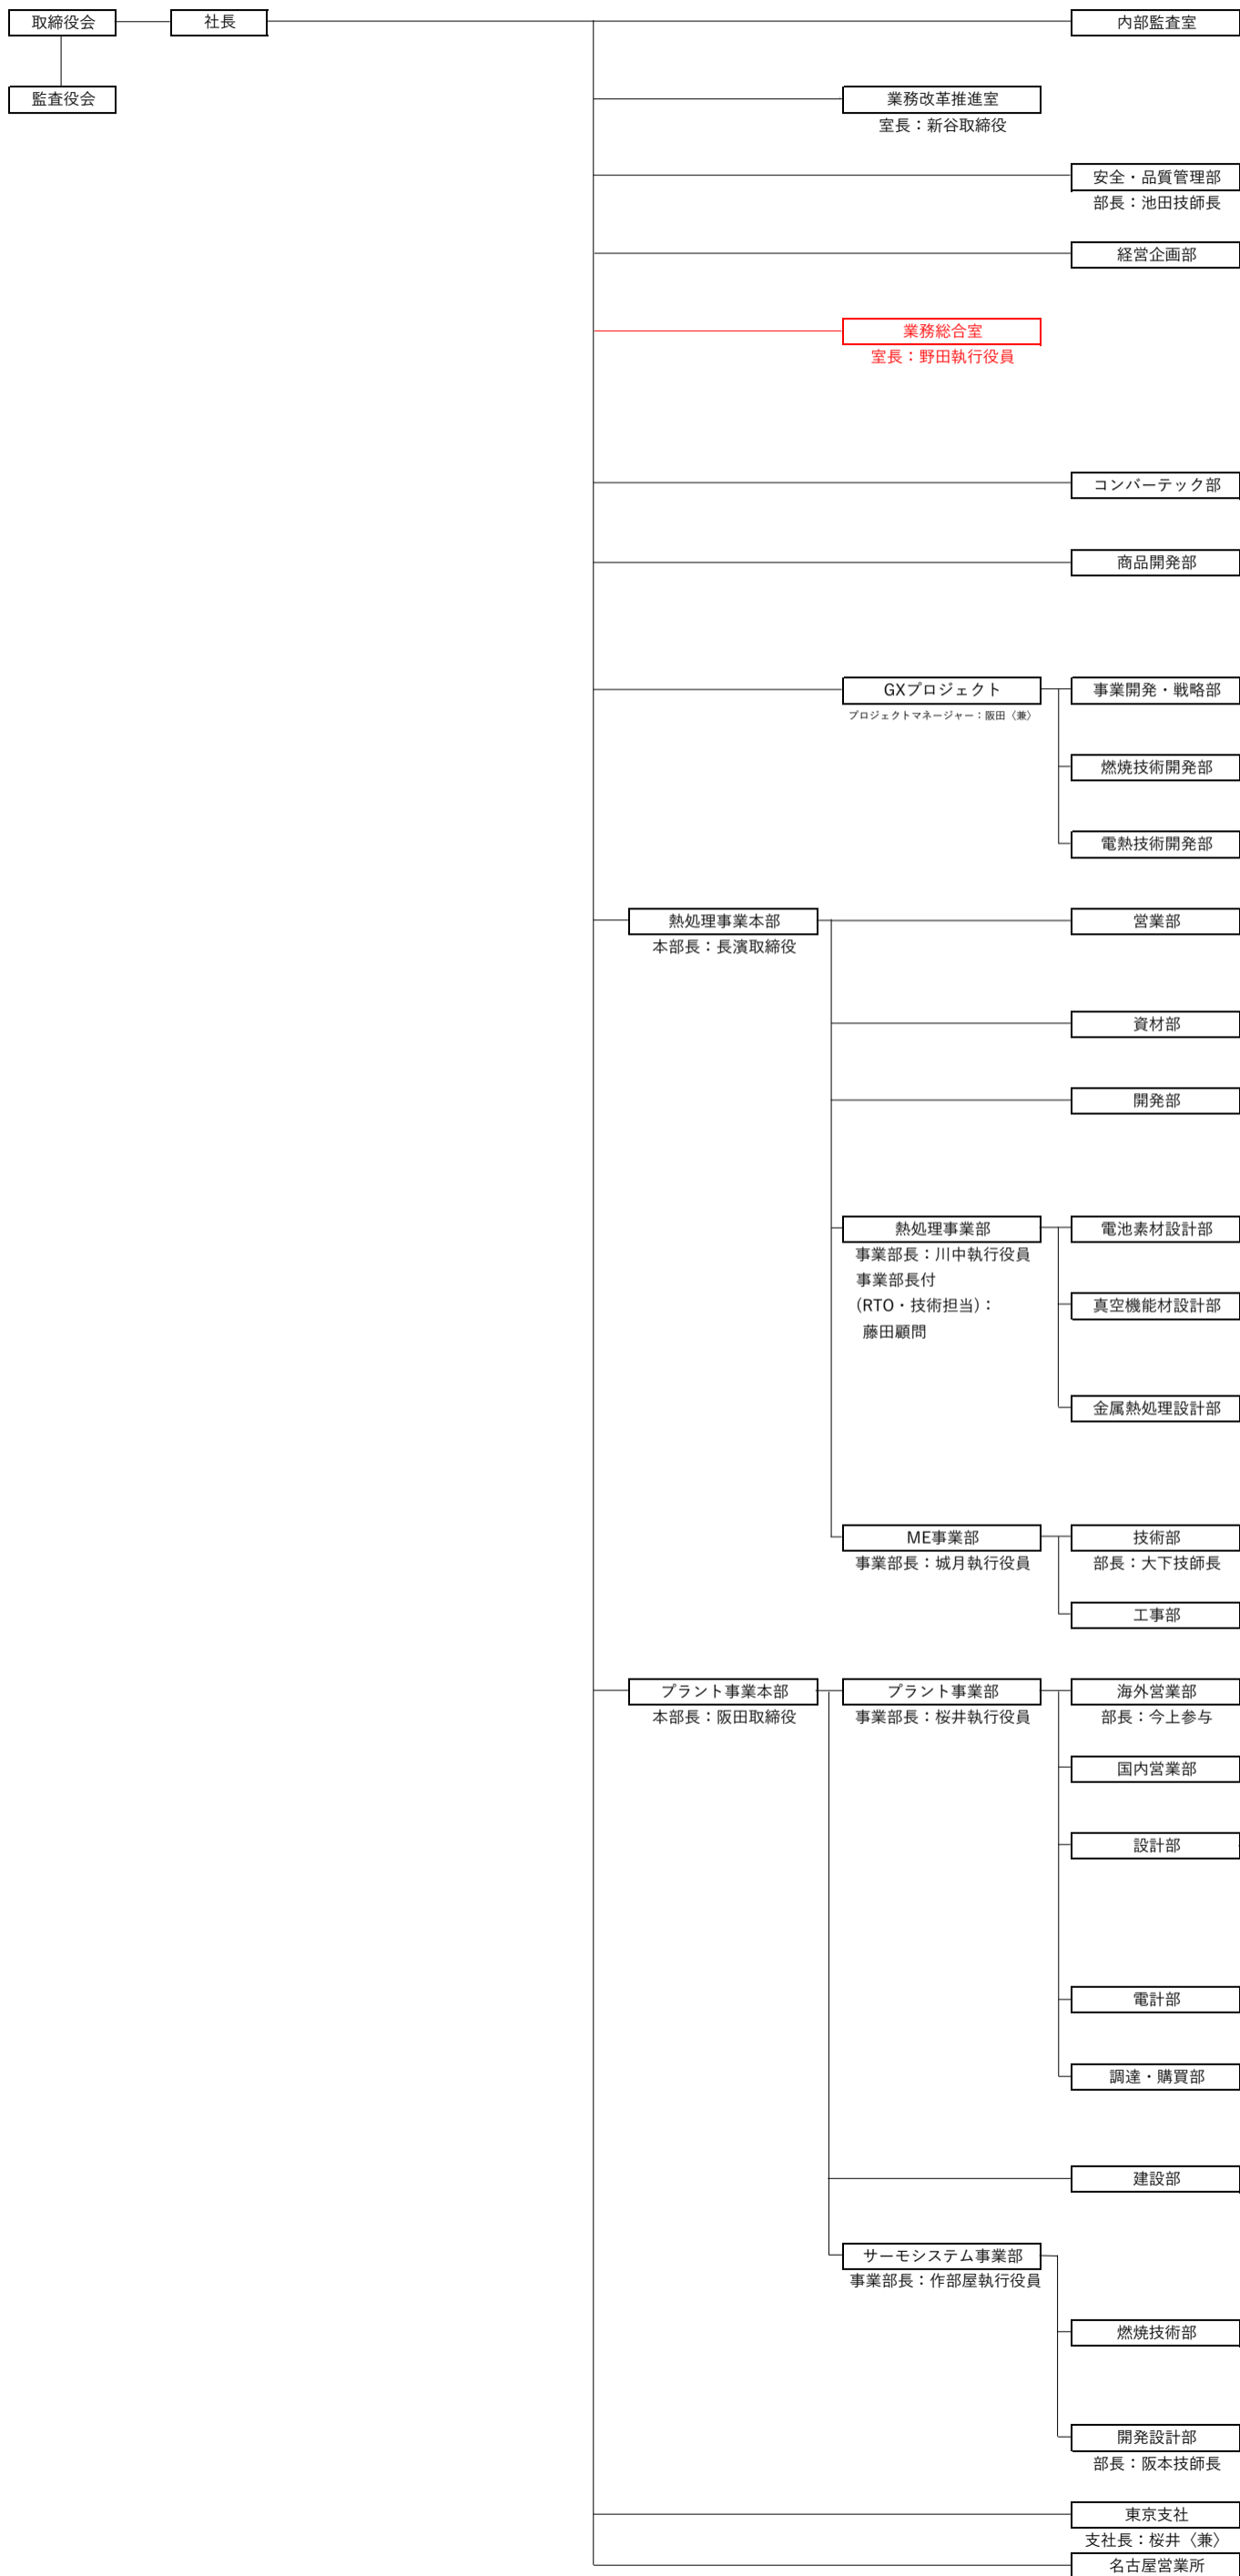 取締役会
社長
内部監査室
監査役会
業務改革推進室
室長：新谷取締役
安全・品質管理部
部長：池田技師長
経営企画部
業務総合室
室長：野田執行役員
コンバーテック部
商品開発部
GXプロジェクト
プロジェクトマネージャー：阪田〈兼〉
事業開発・戦略部
燃焼技術開発部
電熱技術開発部
熱処理事業本部
本部長：長濱取締役
営業部
資材部
開発部
熱処理事業部
事業部長：川中執行役員
事業部長付
(RTO・技術担当)：
藤田顧問
電池素材設計部
真空機能材設計部
金属熱処理設計部
ME事業部
事業部長：城月執行役員
技術部
部長：大下技師長
工事部
プラント事業本部
本部長：阪田取締役
プラント事業部
事業部長：桜井執行役員
海外営業部
部長：今上参与
国内営業部
設計部
電計部
調達・購買部
建設部
サーモシステム事業部
事業部長：作部屋執行役員
燃焼技術部
開発設計部
部長：阪本技師長
東京支社
支社長：桜井〈兼〉
名古屋営業所